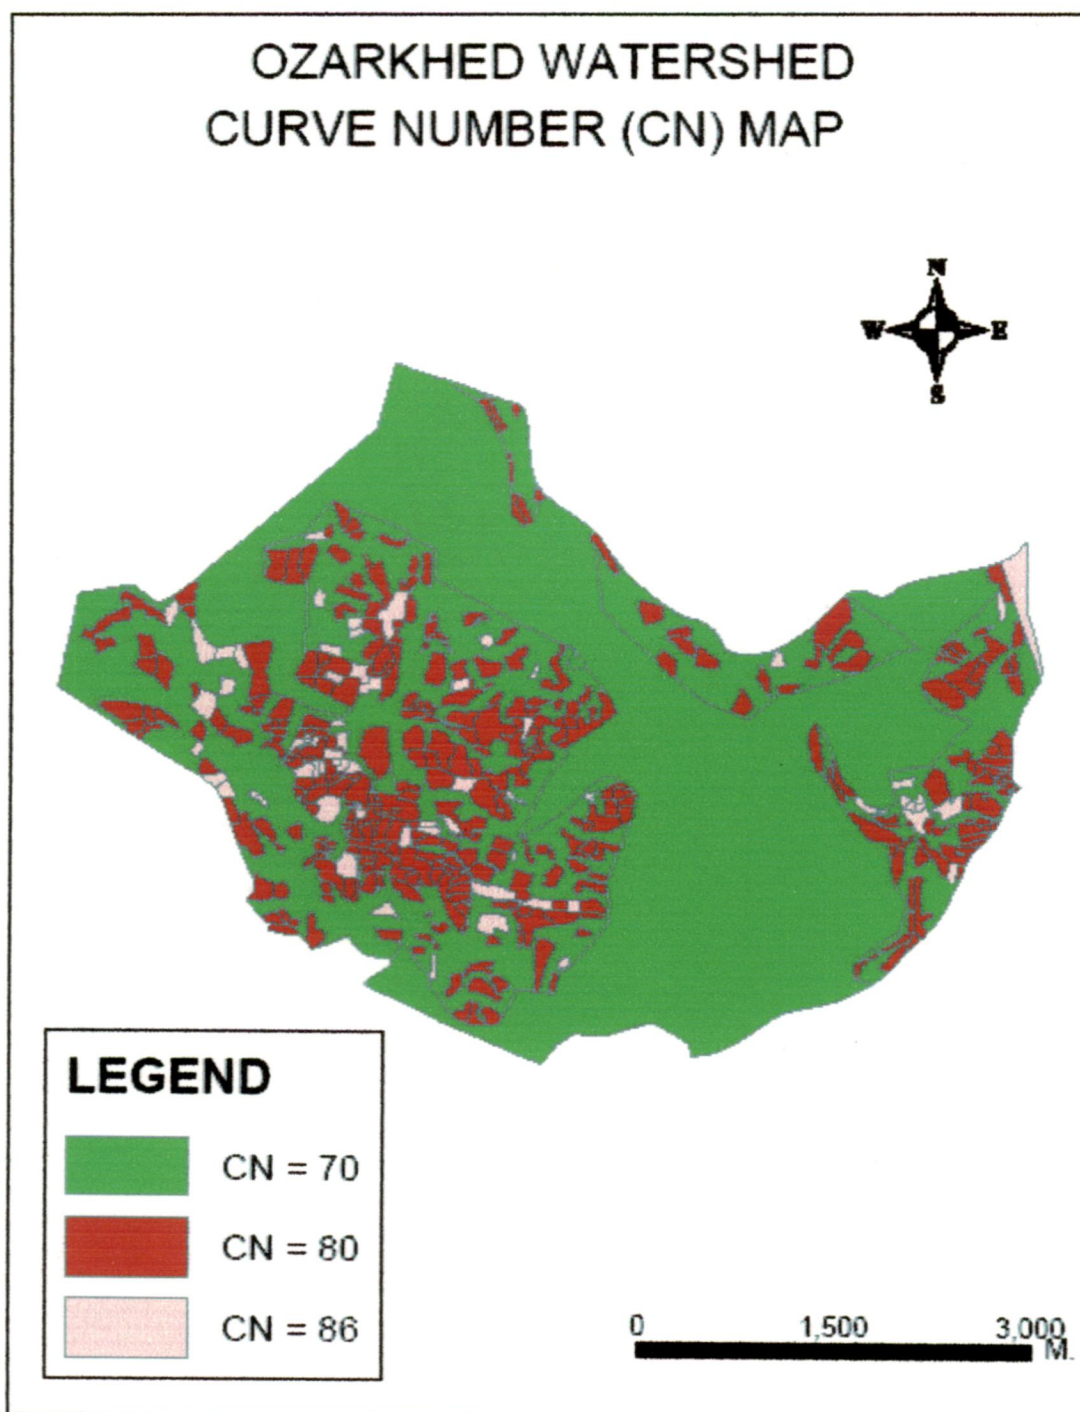 OZARKHED WATERSHED
CURVE NUMBER (CN) MAP
N
W E
S
LEGEND
CN = 70
CN = 80
CN = 86
0 1,500 3,000
M.